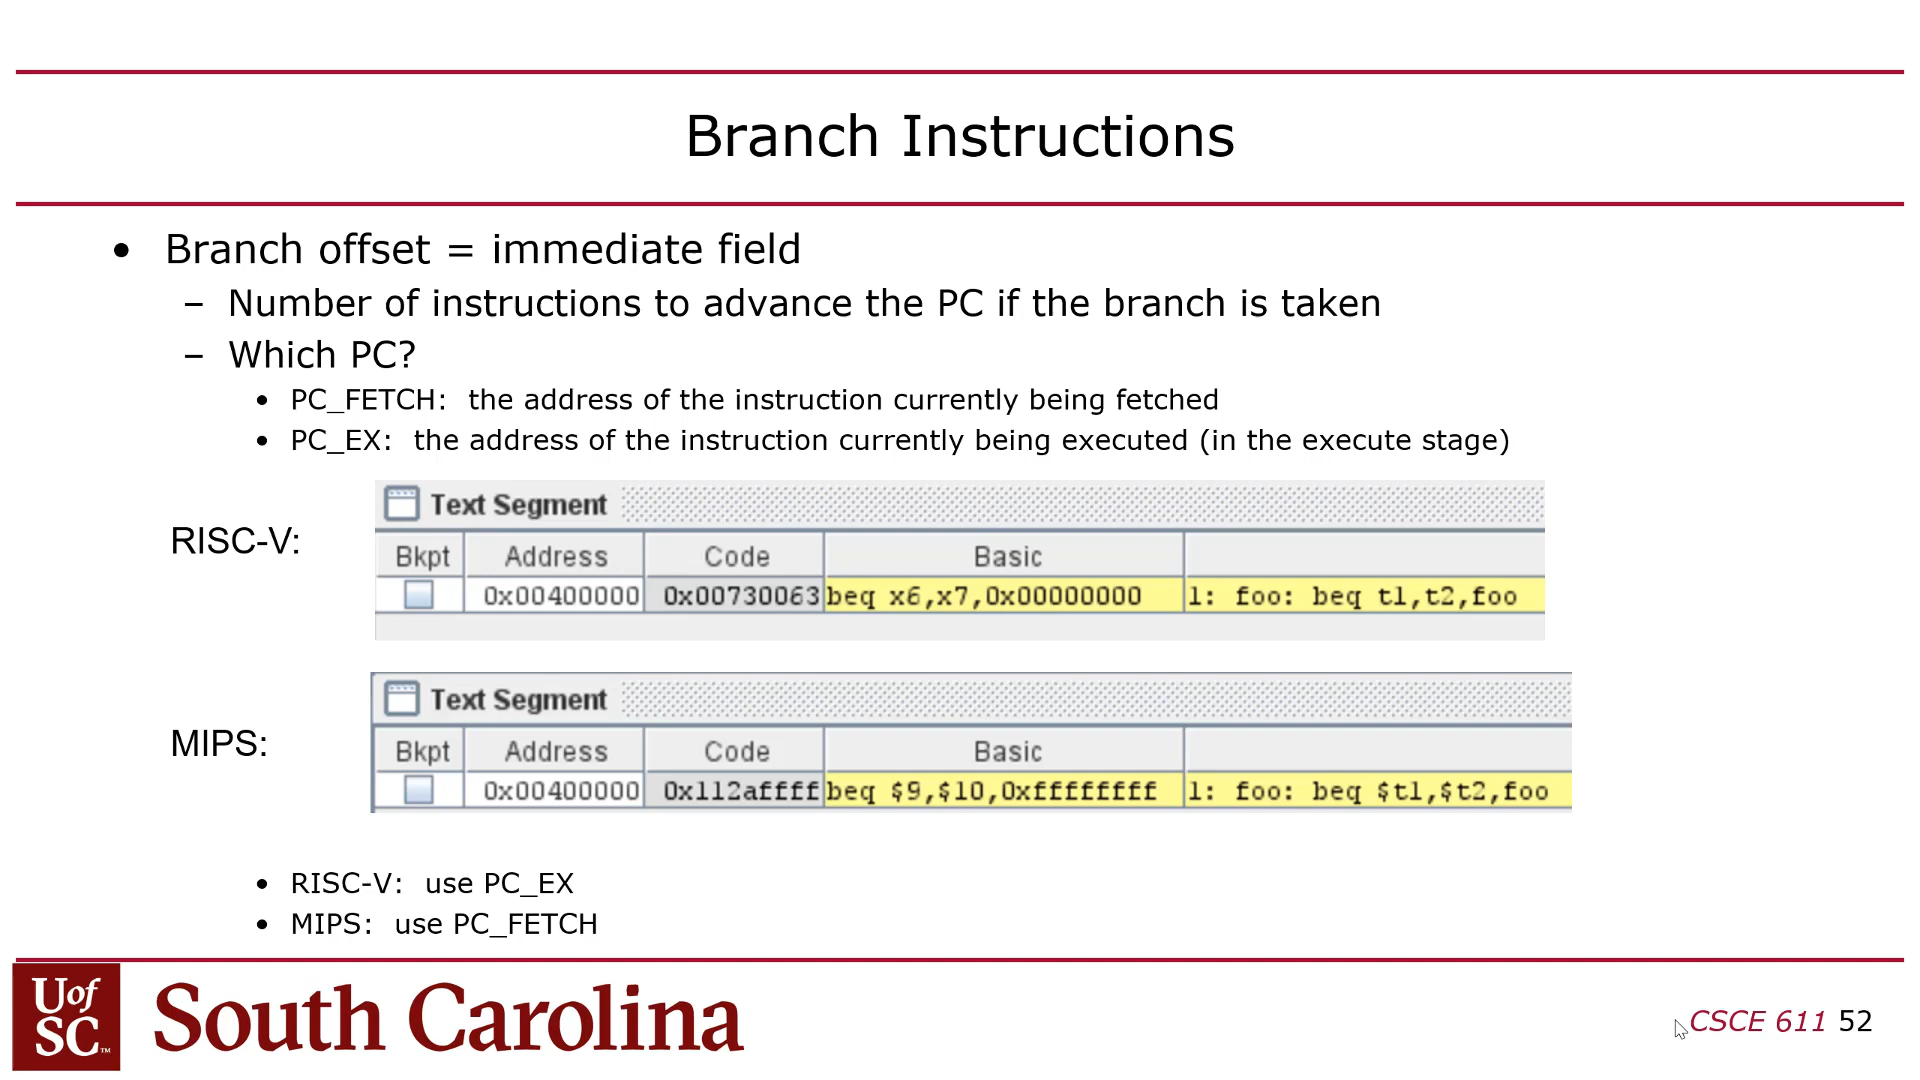 Branch Instructions
• Branch offset = immediate field
– Number of instructions to advance the PC if the branch is taken
– Which PC?
• PC_FETCH: the address of the instruction currently being fetched
• PC_EX: the address of the instruction currently being executed (in the execute stage)
RISC-V:
Text Segment
Bkpt Address Code Basic
0x00400000 0x00730063 beq x6,x7,0x00000000 1: foo: beq t1,t2,foo
MIPS:
Text Segment
Bkpt Address Code Basic
0x00400000 0x112affff beq $9,$10,0xffffffff 1: foo: beq $t1,$t2,foo
• RISC-V: use PC_EX
• MIPS: use PC_FETCH
UofSC™ South Carolina
CSCE 611 52